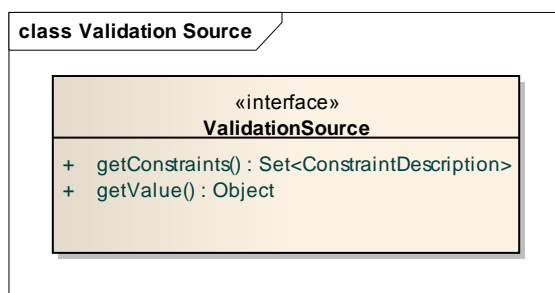 class Validation Source
«interface»
ValidationSource
+ getConstraints() : Set<ConstraintDescription>
+ getValue() : Object